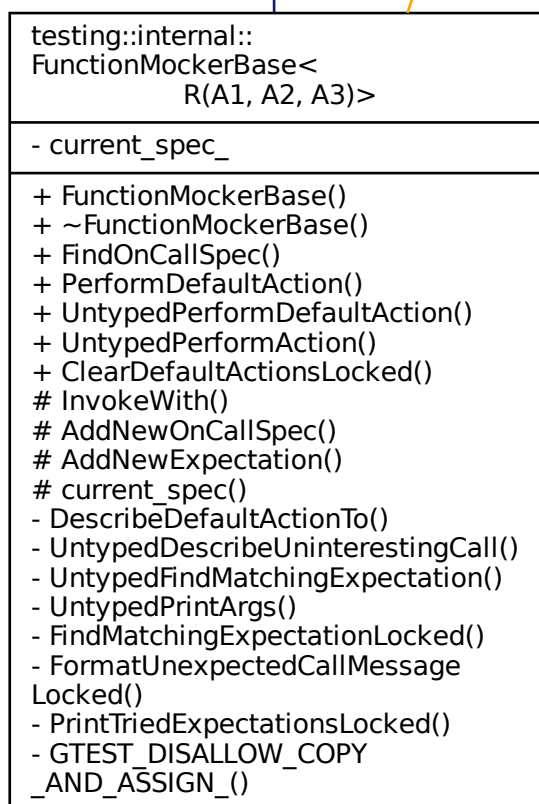 testing::internal::
FunctionMockerBase<
R(A1, A2, A3)>
- current_spec_
+ FunctionMockerBase()
+ ~FunctionMockerBase()
+ FindOnCallSpec()
+ PerformDefaultAction()
+ UntypedPerformDefaultAction()
+ UntypedPerformAction()
+ ClearDefaultActionsLocked()
# InvokeWith()
# AddNewOnCallSpec()
# AddNewExpectation()
# current_spec()
- DescribeDefaultActionTo()
- UntypedDescribeUninterestingCall()
- UntypedFindMatchingExpectation()
- UntypedPrintArgs()
- FindMatchingExpectationLocked()
- FormatUnexpectedCallMessage
Locked()
- PrintTriedExpectationsLocked()
- GTEST_DISALLOW_COPY
_AND_ASSIGN_()